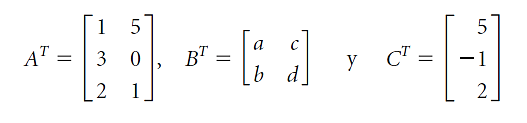 A^T = [1 5; 3 0; 2 1], B^T = [a c; b d] y C^T = [5; -1; 2]